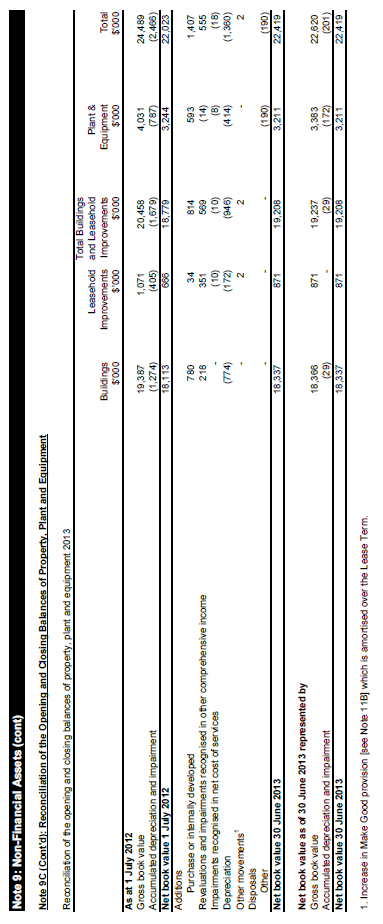 Note 9: Non-Financial Assets (cont)
Note 9C (Cont'd): Reconciliation of the Opening and Closing Balances of Property, Plant and Equipment
Reconciliation of the opening and closing balances of property, plant and equipment 2013
Total Buildings
Leasehold and Leasehold Plant &
Buildings Improvements Improvements Equipment Total
$'000 $'000 $'000 $'000 $'000
As at 1 July 2012
Gross book value 19,387 1,071 20,458 4,031 24,489
Accumulated depreciation and impairment (1,274) (405) (1,679) (787) (2,466)
Net book value 1 July 2012 18,113 666 18,779 3,244 22,023
Additions
Purchase or internally developed 780 34 814 593 1,407
Revaluations and impairments recognised in other comprehensive income 218 351 569 (14) 555
Impairments recognised in net cost of services - (10) (10) (8) (18)
Depreciation (774) (172) (946) (414) (1,360)
Other movements¹ - 2 2 - 2
Disposals
Other - - - (190) (190)
Net book value 30 June 2013 18,337 871 19,208 3,211 22,419
Net book value as of 30 June 2013 represented by
Gross book value 18,366 871 19,237 3,383 22,620
Accumulated depreciation and impairment (29) - (29) (172) (201)
Net book value 30 June 2013 18,337 871 19,208 3,211 22,419
1. Increase in Make Good provision [see Note 11B] which is amortised over the Lease Term.